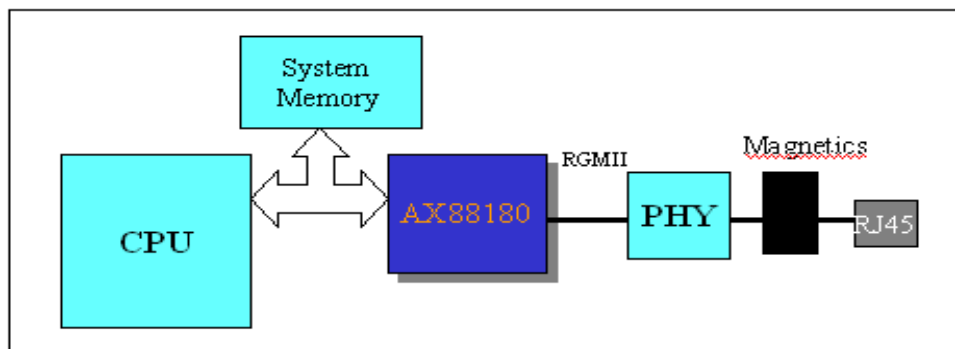 System
Memory
Magnetics
RGMII
CPU
AX88180
PHY
RJ45